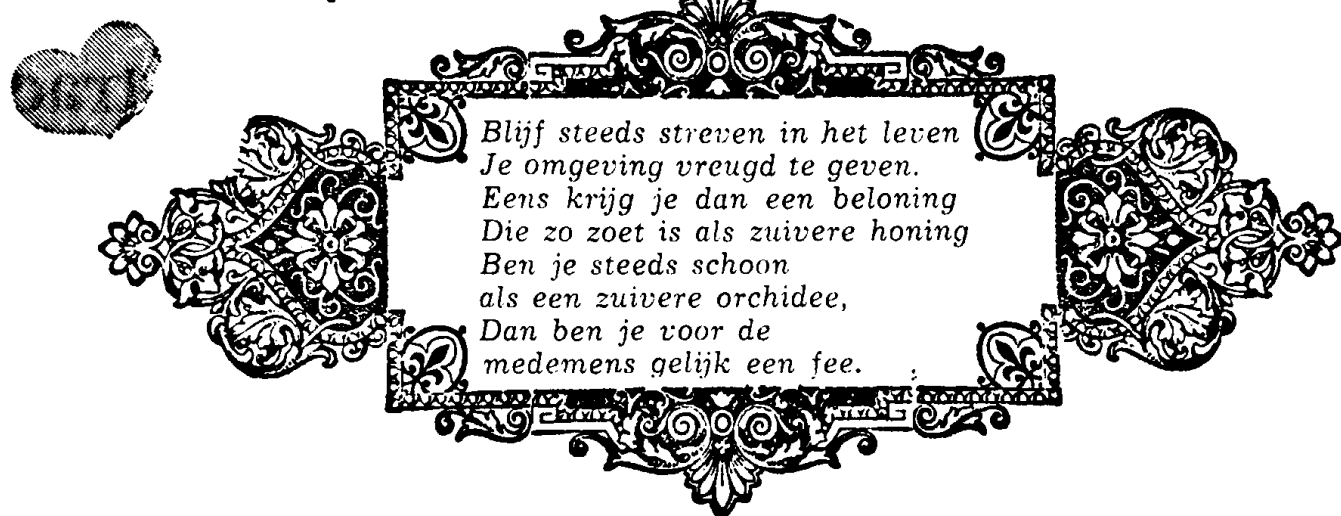 Blijf steeds streven in het leven
Je omgeving vreugd te geven.
Eens krijg je dan een beloning
Die zo zoet is als zuivere honing
Ben je steeds schoon
als een zuivere orchidee,
Dan ben je voor de
medemens gelijk een fee.